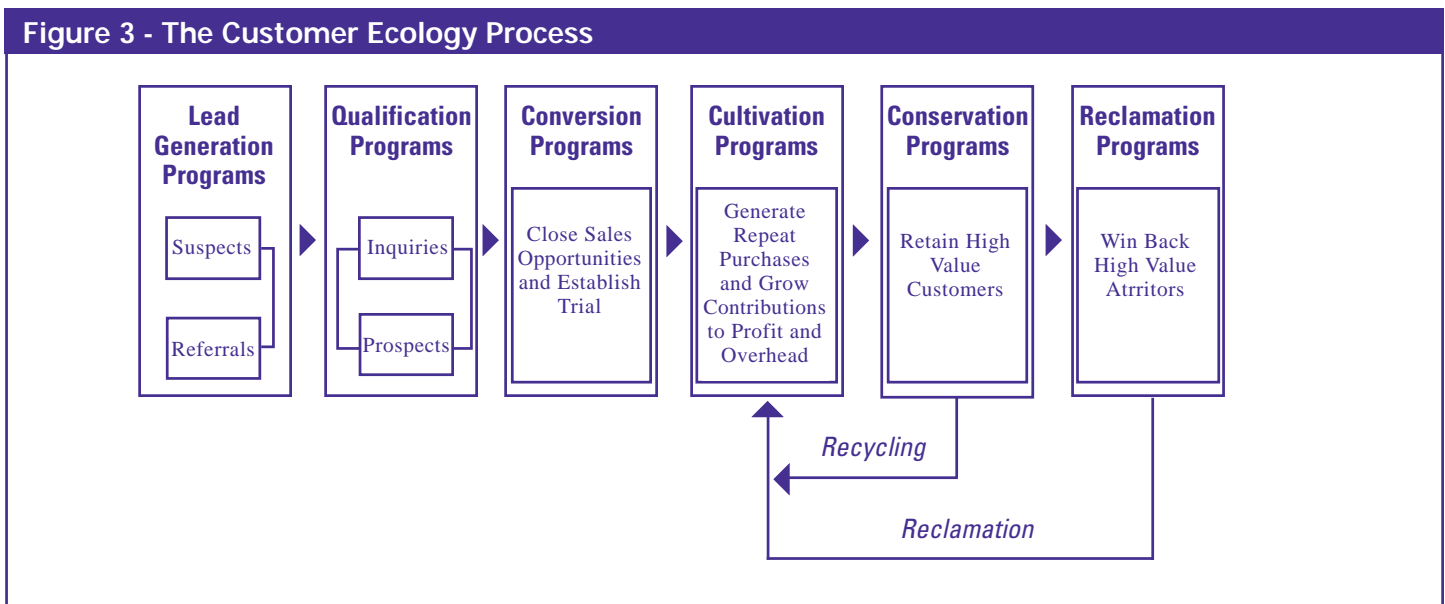 Figure 3 - The Customer Ecology Process
Lead
Generation
Programs
Suspects
Referrals
Qualification
Programs
Inquiries
Prospects
Conversion
Programs
Close Sales
Opportunities
and Establish
Trial
Cultivation
Programs
Generate
Repeat
Purchases
and Grow
Contributions
to Profit and
Overhead
Conservation
Programs
Retain High
Value
Customers
Reclamation
Programs
Win Back
High Value
Atrritors
Recycling
Reclamation